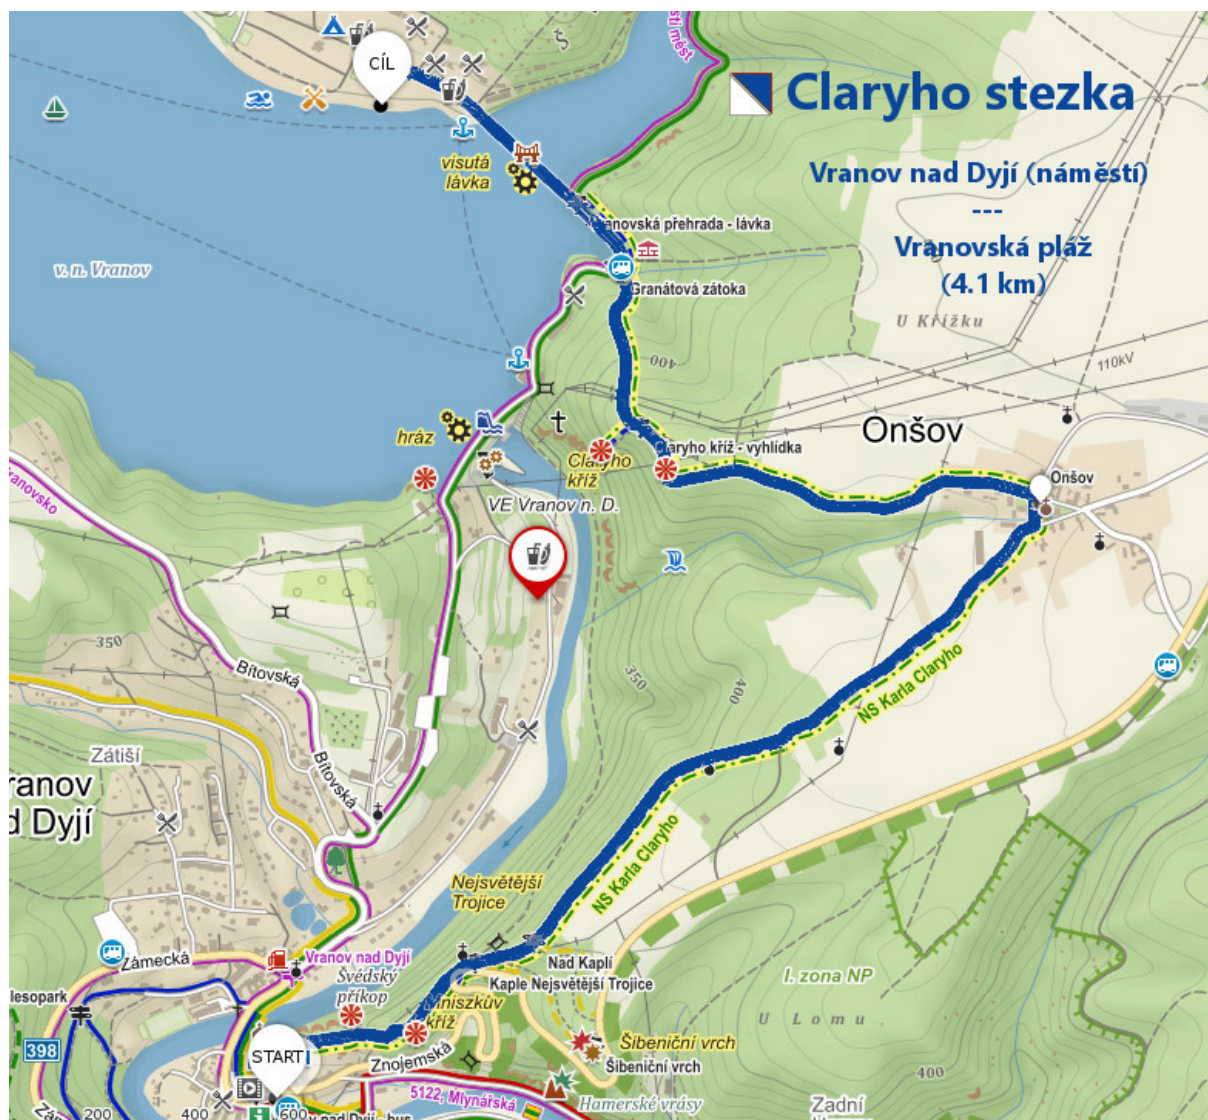 CÍL
Claryho stezka
Vranov nad Dyjí (náměstí)
---
Vranovská pláž
(4.1 km)
visutá
lávka
Vranovská přehrada - lávka
v. n. Vranov
Granátová zátoka
U Křížku
400
110kV
Onšov
hráz
Claryho
kříž
Claryho kříž - vyhlídka
Onšov
VE Vranov n. D.
350
350
400
Bítovská
NS Karla Claryho
Zátiší
Bítovská
ranov
d Dyjí
NS Karla Claryho
Nejsvětější
Trojice
Zámecká
Vranov nad Dyjí
Švédský
příkop
Nad Kaplí
Kaple Nejsvětější Trojice
I. zona NP
lesopark
kříž
U Lomu
START
Šibeniční vrch
Šibeniční vrch
398
Znojemská
400
5122, Mlynářská
Hamerské vrásy
Zadní
200
400
600
nad Dyjí - bus